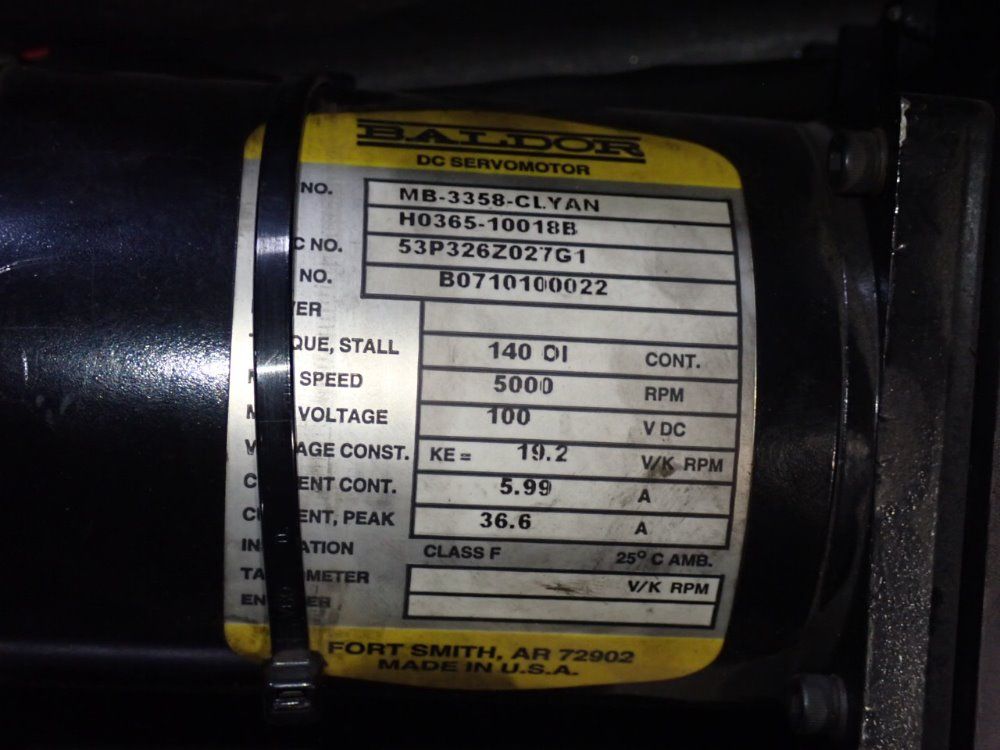 BALDOR
DC SERVOMOTOR
NO. MB-3358-CLYAN
H0365-10018B
C NO. 53P326Z027G1
NO. B0710100022
ER
QUE, STALL 140 OI CONT.
SPEED 5000 RPM
VOLTAGE 100 V DC
AGE CONST. KE = 19.2 V/K RPM
ENT CONT. 5.99 A
ENT, PEAK 36.6 A
ATION CLASS F 25° C AMB.
OMETER V/K RPM
FORT SMITH, AR 72902
MADE IN U.S.A.